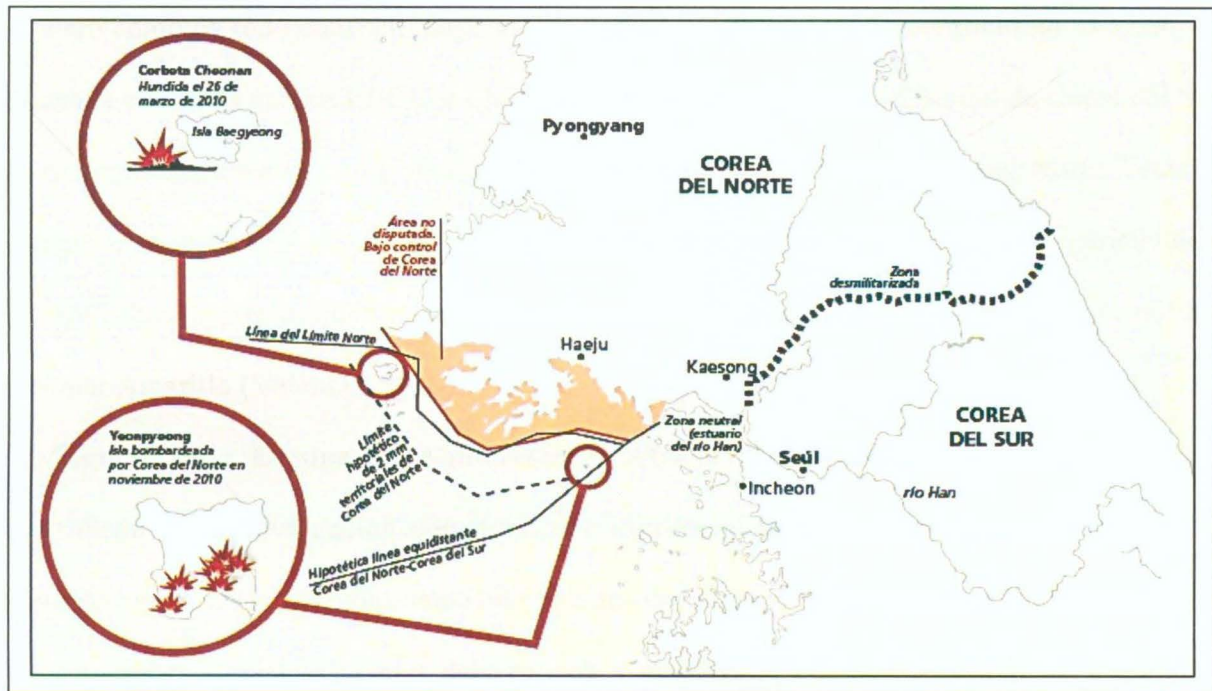 Corbeta Cheonan
Hundida el 26 de
marzo de 2010
Isla Baegyeong
Pyongyang
COREA
DEL NORTE
Área no
disputada.
Bajo control
de Corea
del Norte
Zona
desmilitarizada
Línea del Límite Norte
Haeju
Kaesong
Yeonpyeong
Isla bombardeada
por Corea del Norte en
noviembre de 2010
Límite
hipotético
de 2 mm
territoriales de
Corea del Norte
Zona neutral
(estuario
del río Han)
COREA
DEL SUR
Seúl
Incheon
río Han
Hipotética línea equidistante
Corea del Norte-Corea del Sur